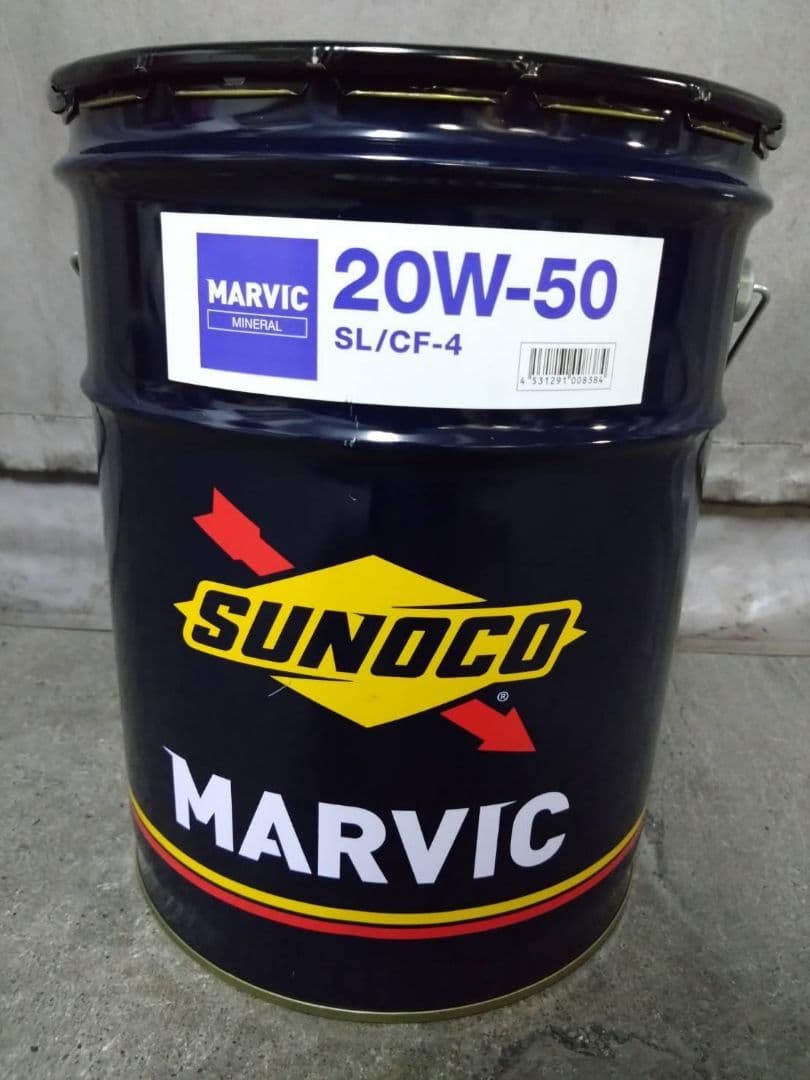 MARVIC
MINERAL
20W-50
SL/CF-4
4 531291 008384
SUNOCO
®
MARVIC